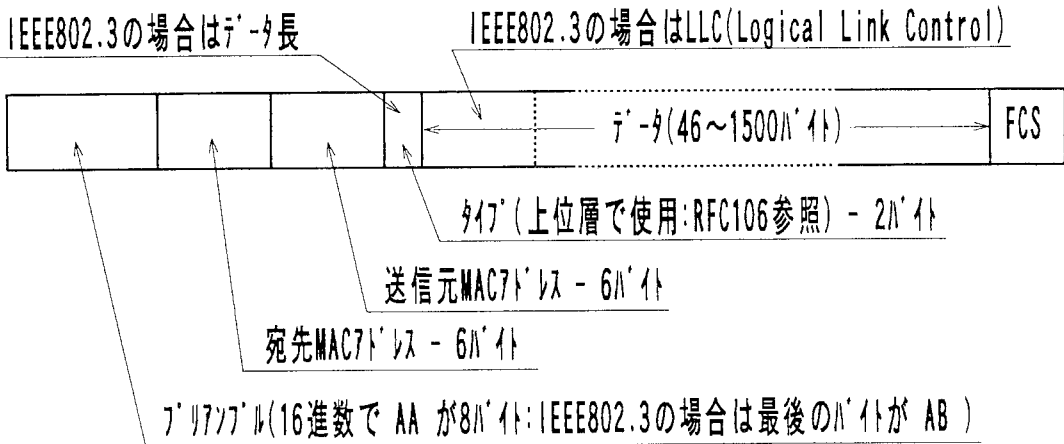 IEEE802.3の場合はﾃﾞｰﾀ長
IEEE802.3の場合はLLC(Logical Link Control)
ﾃﾞｰﾀ(46～1500ﾊﾞｲﾄ)
FCS
ﾀｲﾌﾟ(上位層で使用:RFC106参照) - 2ﾊﾞｲﾄ
送信元MACｱﾄﾞﾚｽ - 6ﾊﾞｲﾄ
宛先MACｱﾄﾞﾚｽ - 6ﾊﾞｲﾄ
ﾌﾟﾘｱﾝﾌﾞﾙ(16進数で AA が8ﾊﾞｲﾄ:IEEE802.3の場合は最後のﾊﾞｲﾄが AB )